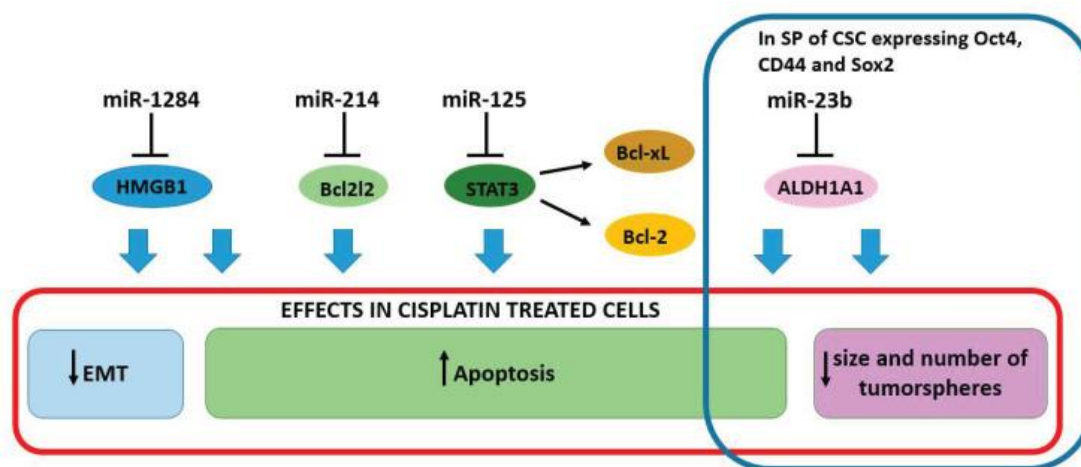 In SP of CSC expressing Oct4,
CD44 and Sox2
miR-1284
miR-214
miR-125
miR-23b
Bcl-xL
HMGB1
Bcl2l2
STAT3
ALDH1A1
Bcl-2
EFFECTS IN CISPLATIN TREATED CELLS
↓EMT
↑Apoptosis
↓size and number of
tumorspheres